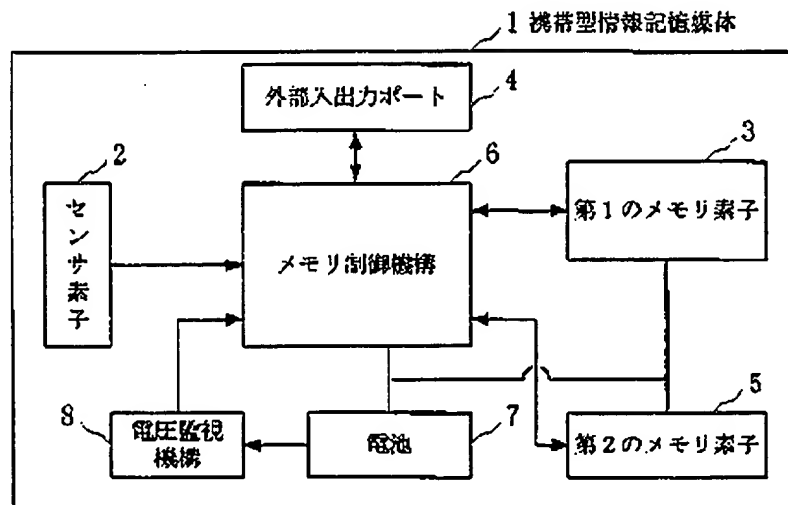 1 携帯型情報記憶媒体
外部入出力ポート
4
2
6
3
センサ素子
メモリ制御機構
第1のメモリ素子
8
電圧監視
機構
電池
7
5
第2のメモリ素子